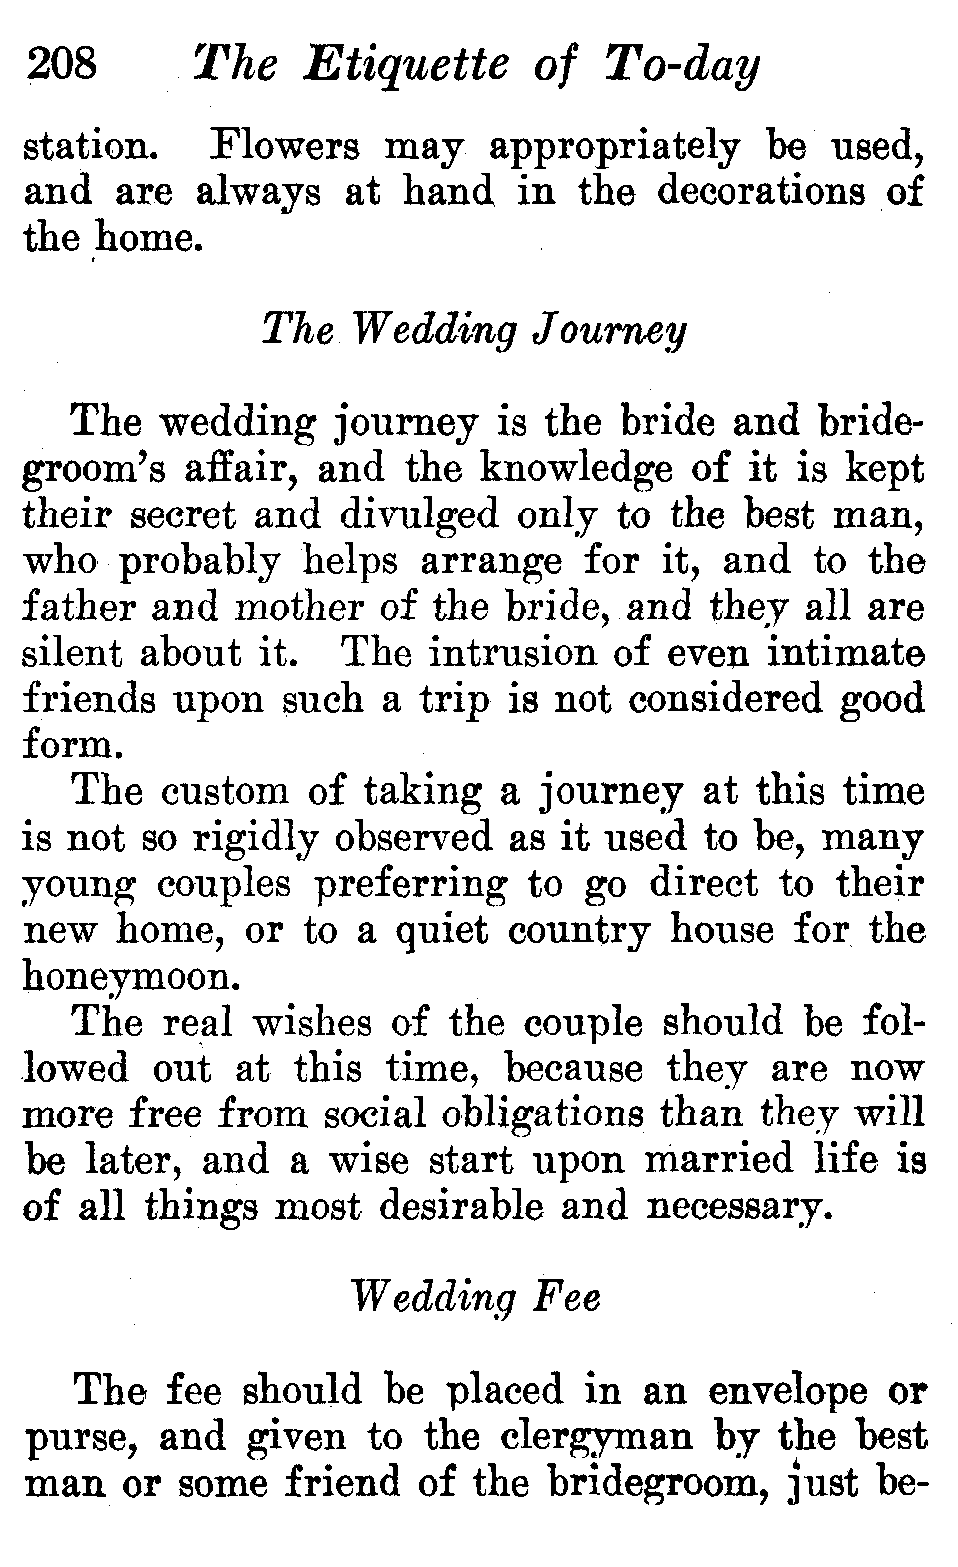 208 The Etiquette of To-day
station. Flowers may appropriately be used,
and are always at hand in the decorations of
the home.
The Wedding Journey
The wedding journey is the bride and bride-
groom's affair, and the knowledge of it is kept
their secret and divulged only to the best man,
who probably helps arrange for it, and to the
father and mother of the bride, and they all are
silent about it. The intrusion of even intimate
friends upon such a trip is not considered good
form.
The custom of taking a journey at this time
is not so rigidly observed as it used to be, many
young couples preferring to go direct to their
new home, or to a quiet country house for the
honeymoon.
The real wishes of the couple should be fol-
lowed out at this time, because they are now
more free from social obligations than they will
be later, and a wise start upon married life is
of all things most desirable and necessary.
Wedding Fee
The fee should be placed in an envelope or
purse, and given to the clergyman by the best
man or some friend of the bridegroom, just be-